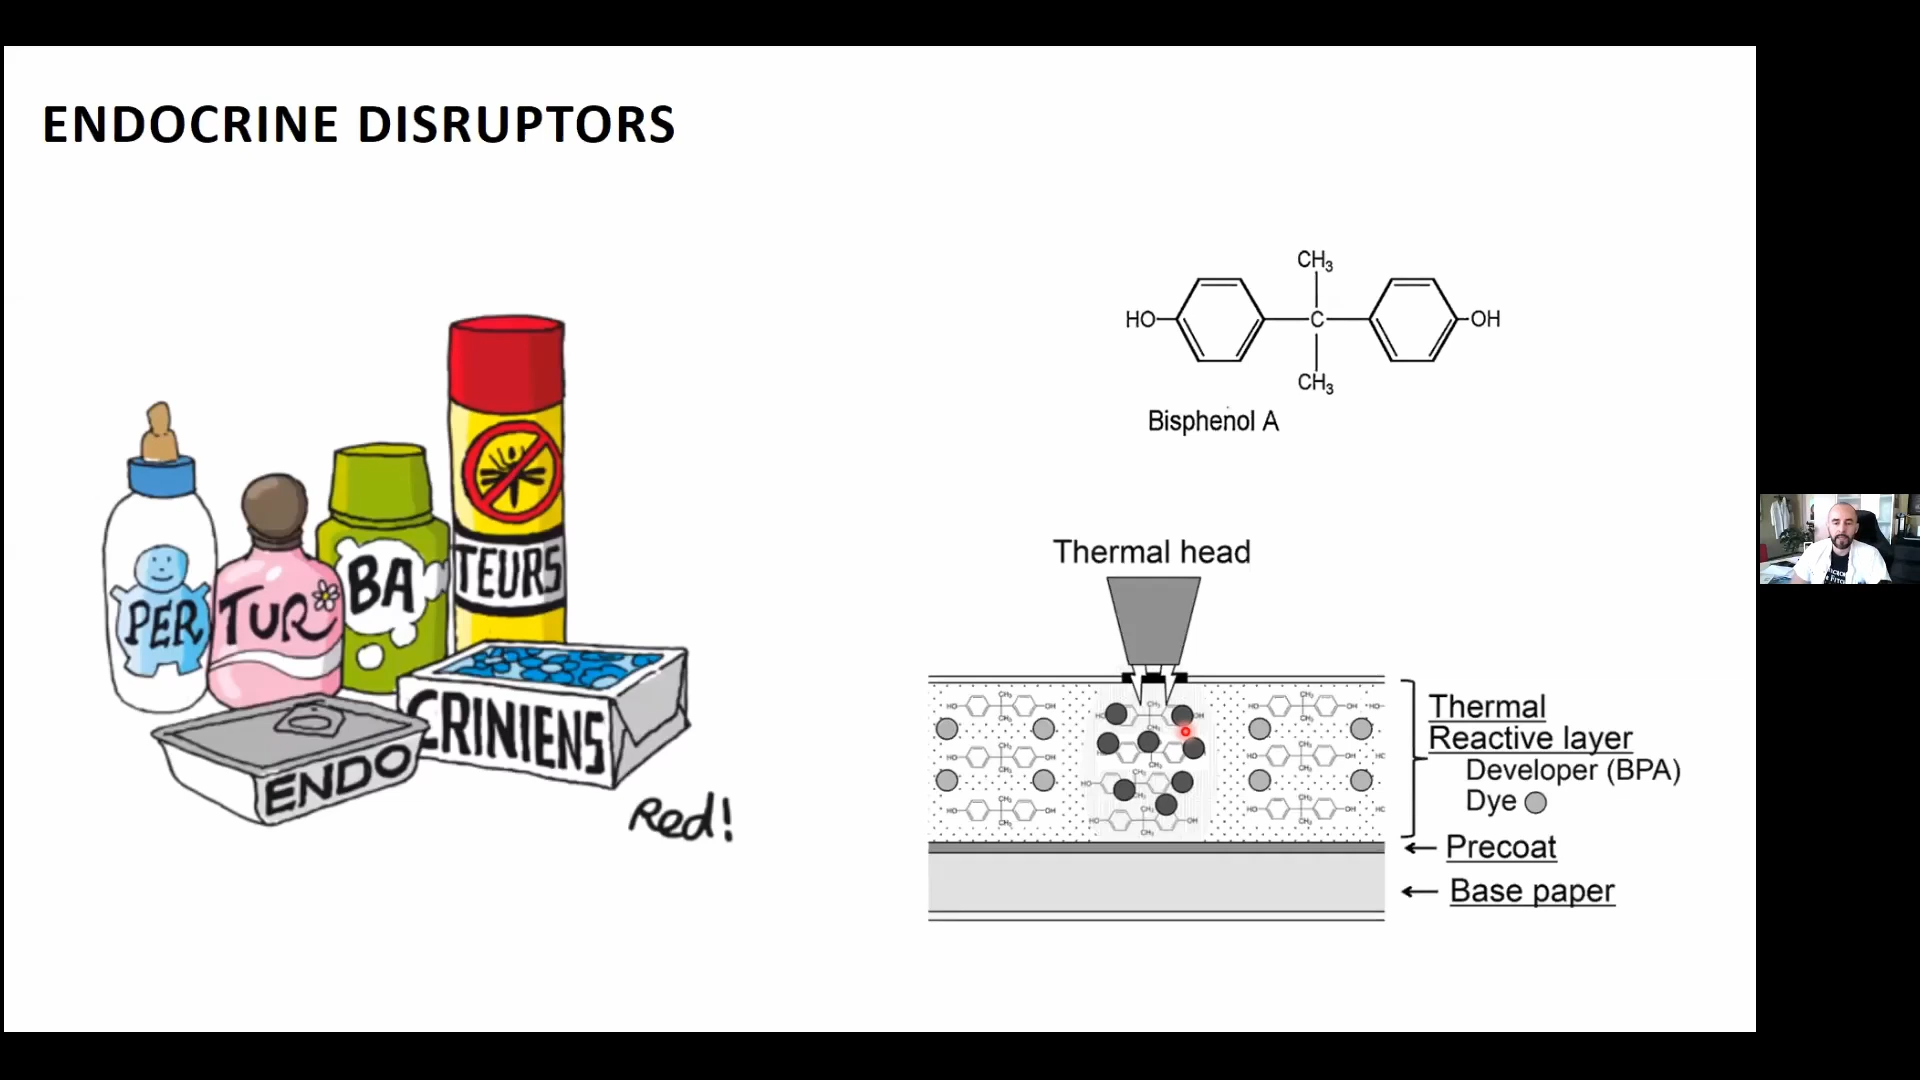 ENDOCRINE DISRUPTORS
PER
TUR
BA
TEURS
ENDO
CRINIENS
Red!
CH3
HO
C
OH
CH3
Bisphenol A
Thermal head
Thermal
Reactive layer
Developer (BPA)
Dye
Precoat
Base paper